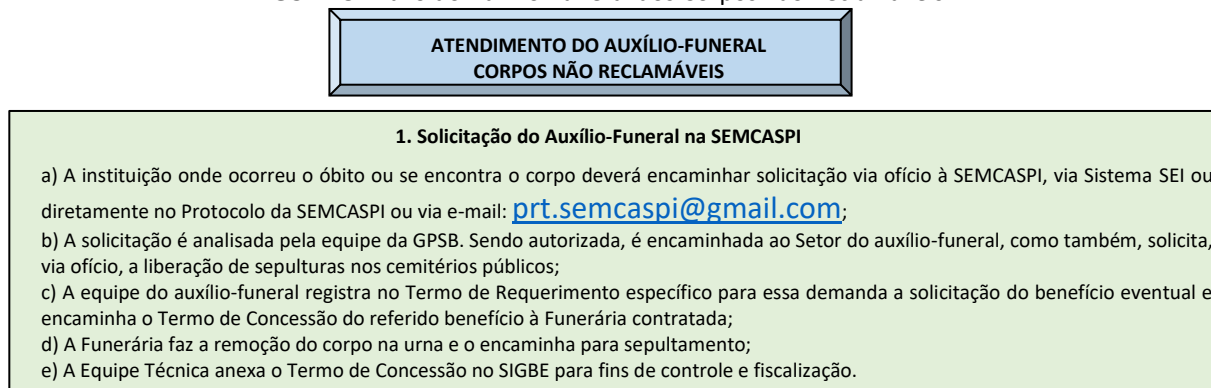 ATENDIMENTO DO AUXÍLIO-FUNERAL
CORPOS NÃO RECLAMÁVEIS
1. Solicitação do Auxílio-Funeral na SEMCASPI
a) A instituição onde ocorreu o óbito ou se encontra o corpo deverá encaminhar solicitação via ofício à SEMCASPI, via Sistema SEI ou
diretamente no Protocolo da SEMCASPI ou via e-mail: prt.semcaspi@gmail.com;
b) A solicitação é analisada pela equipe da GPSB. Sendo autorizada, é encaminhada ao Setor do auxílio-funeral, como também, solicita,
via ofício, a liberação de sepulturas nos cemitérios públicos;
c) A equipe do auxílio-funeral registra no Termo de Requerimento específico para essa demanda a solicitação do benefício eventual e
encaminha o Termo de Concessão do referido benefício à Funerária contratada;
d) A Funerária faz a remoção do corpo na urna e o encaminha para sepultamento;
e) A Equipe Técnica anexa o Termo de Concessão no SIGBE para fins de controle e fiscalização.